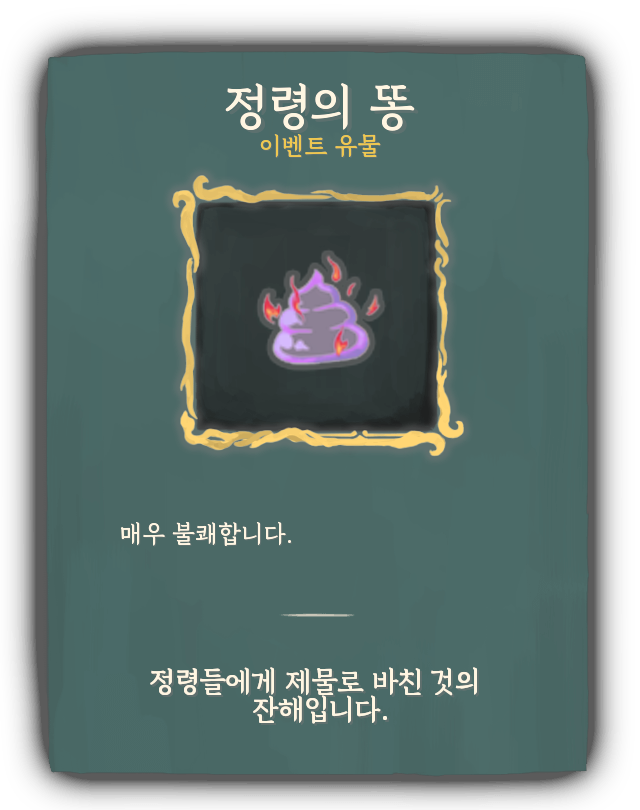 정령의 똥
이벤트 유물
매우 불쾌합니다.
정령들에게 제물로 바친 것의
잔해입니다.